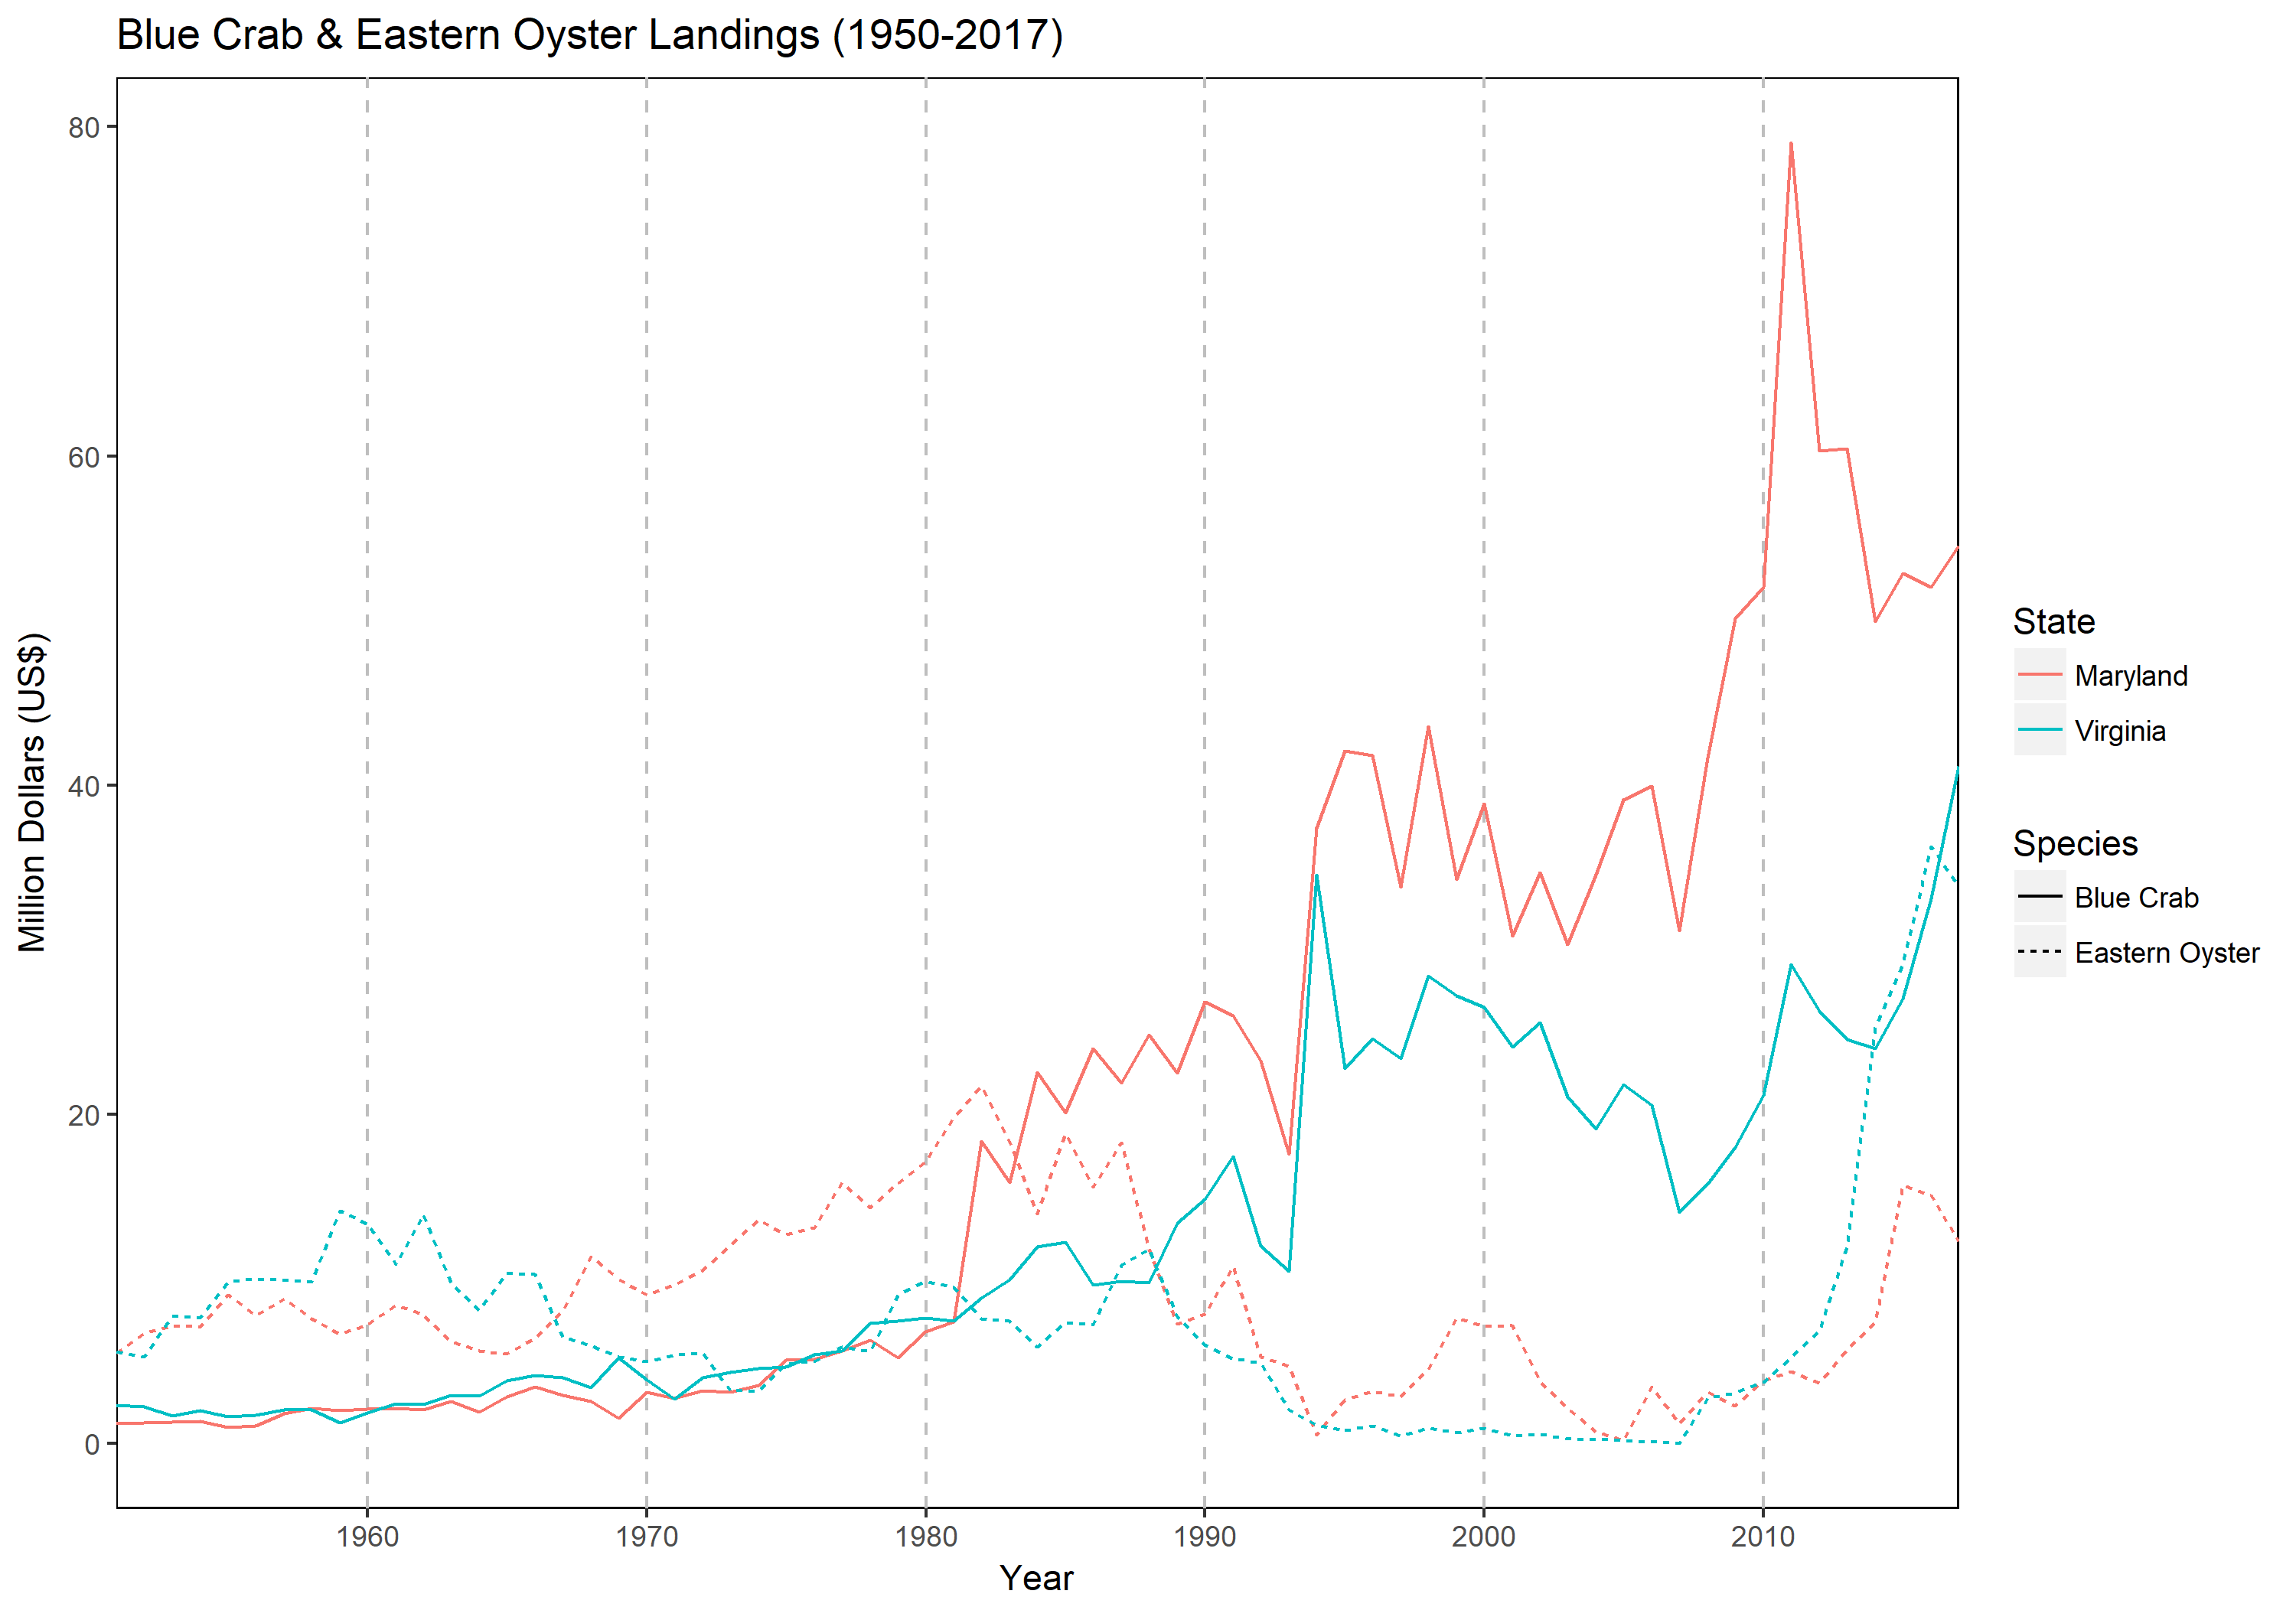 Blue Crab & Eastern Oyster Landings (1950-2017)
Million Dollars (US$)
80
60
40
20
0
1960 1970 1980 1990 2000 2010
Year
State
Maryland
Virginia
Species
Blue Crab
Eastern Oyster